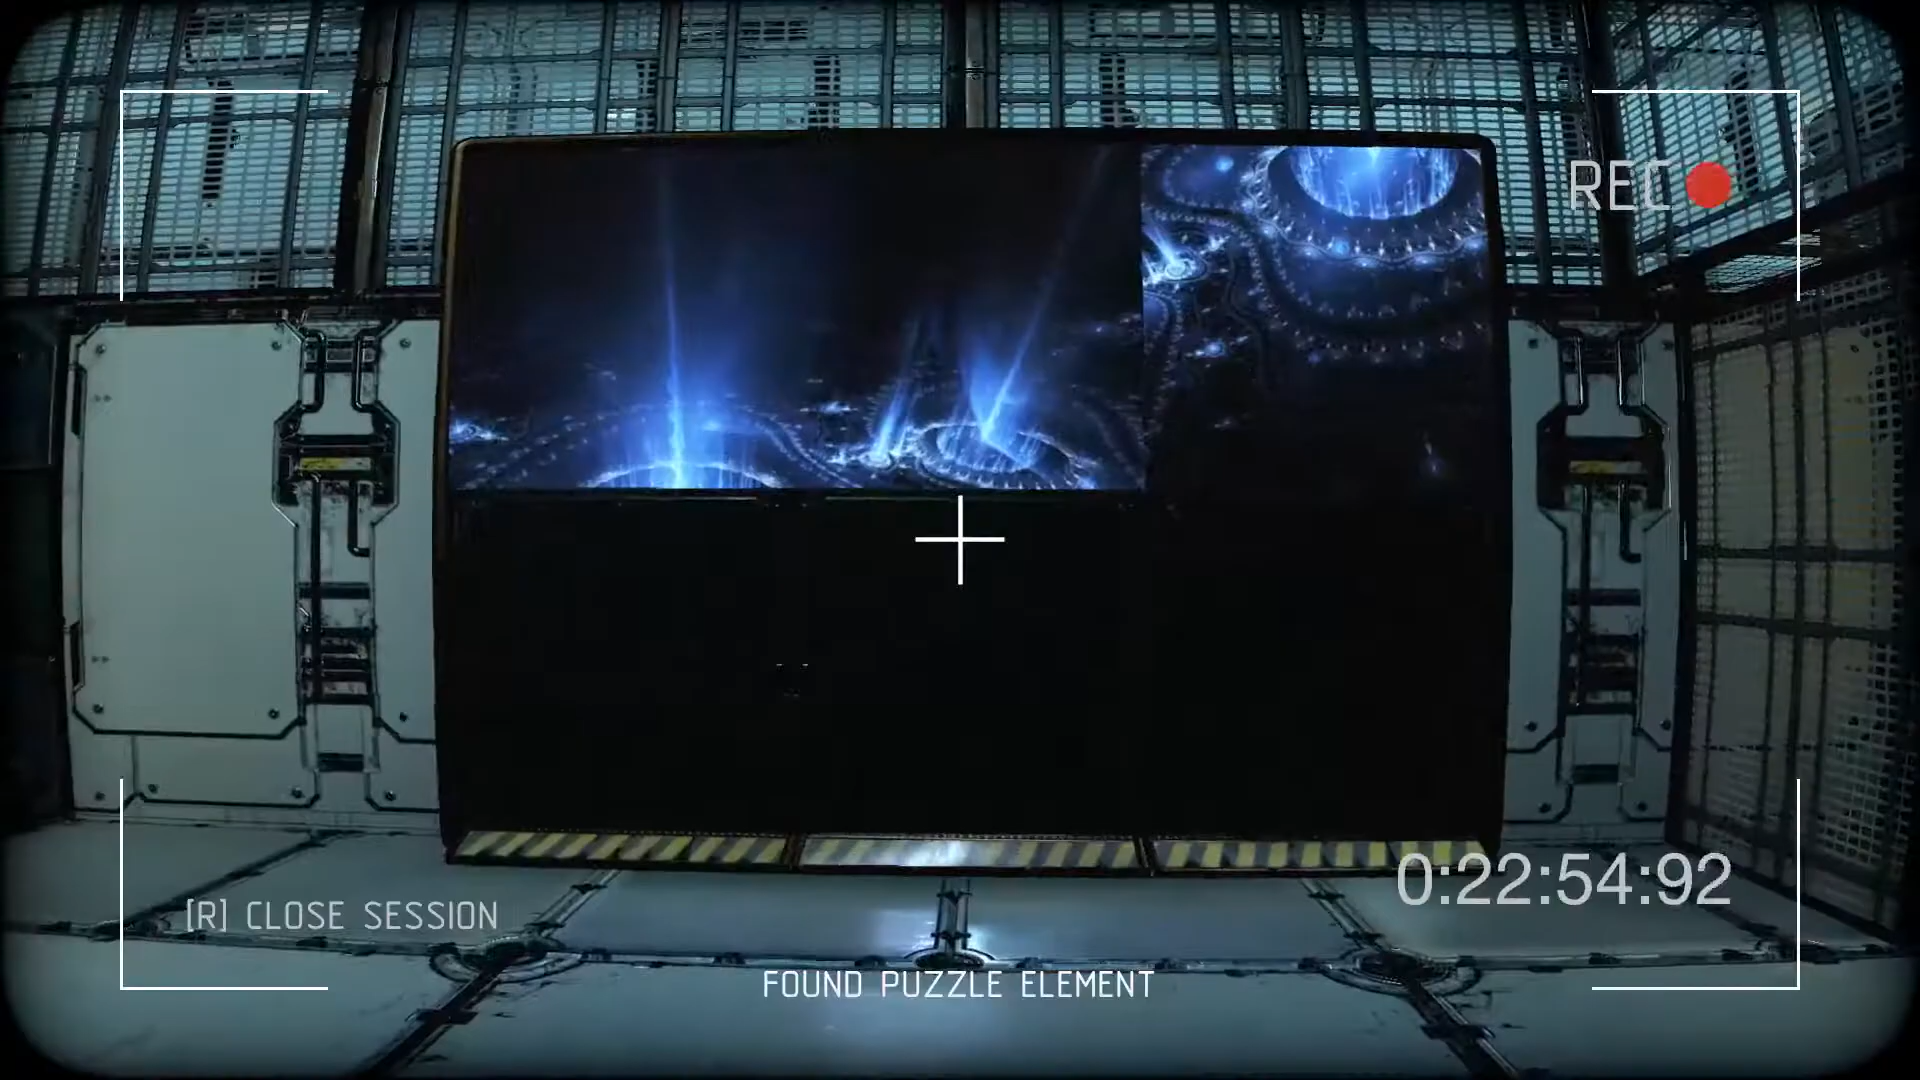 REC
0:22:54:92
[R] CLOSE SESSION
FOUND PUZZLE ELEMENT